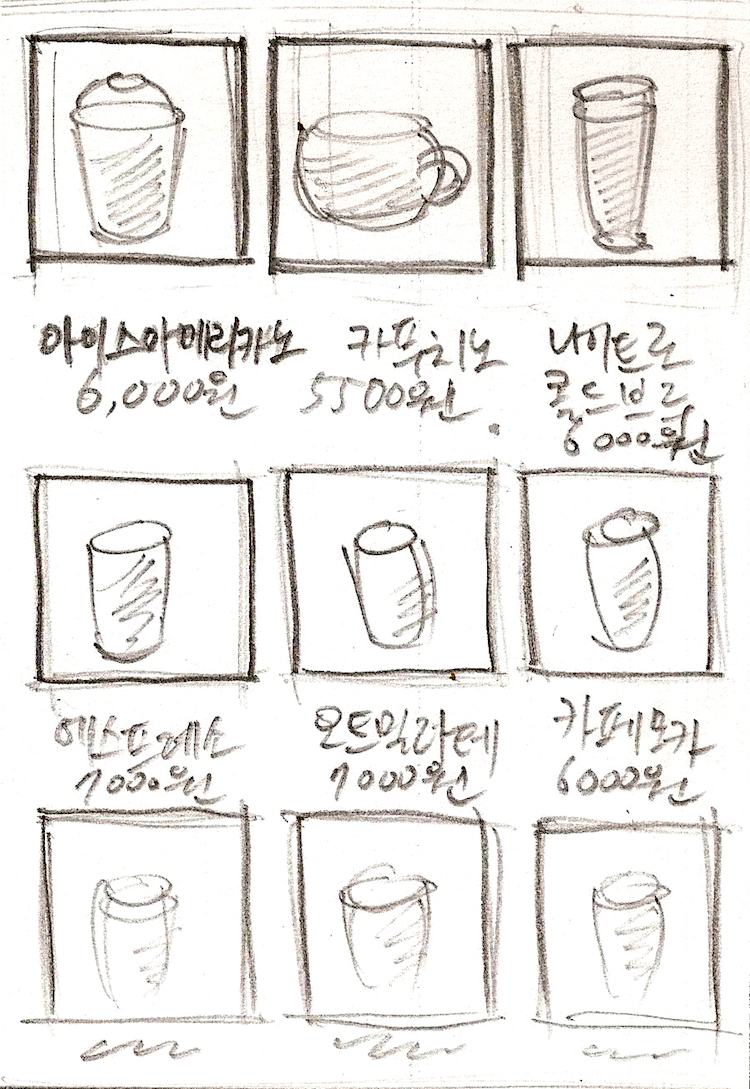 아이스아메리카노
6,000원
카푸치노
5500원
나이트로
콜드브루
6000원
에스프레소
7000원
오트밀라떼
7000원
카페모카
6000원